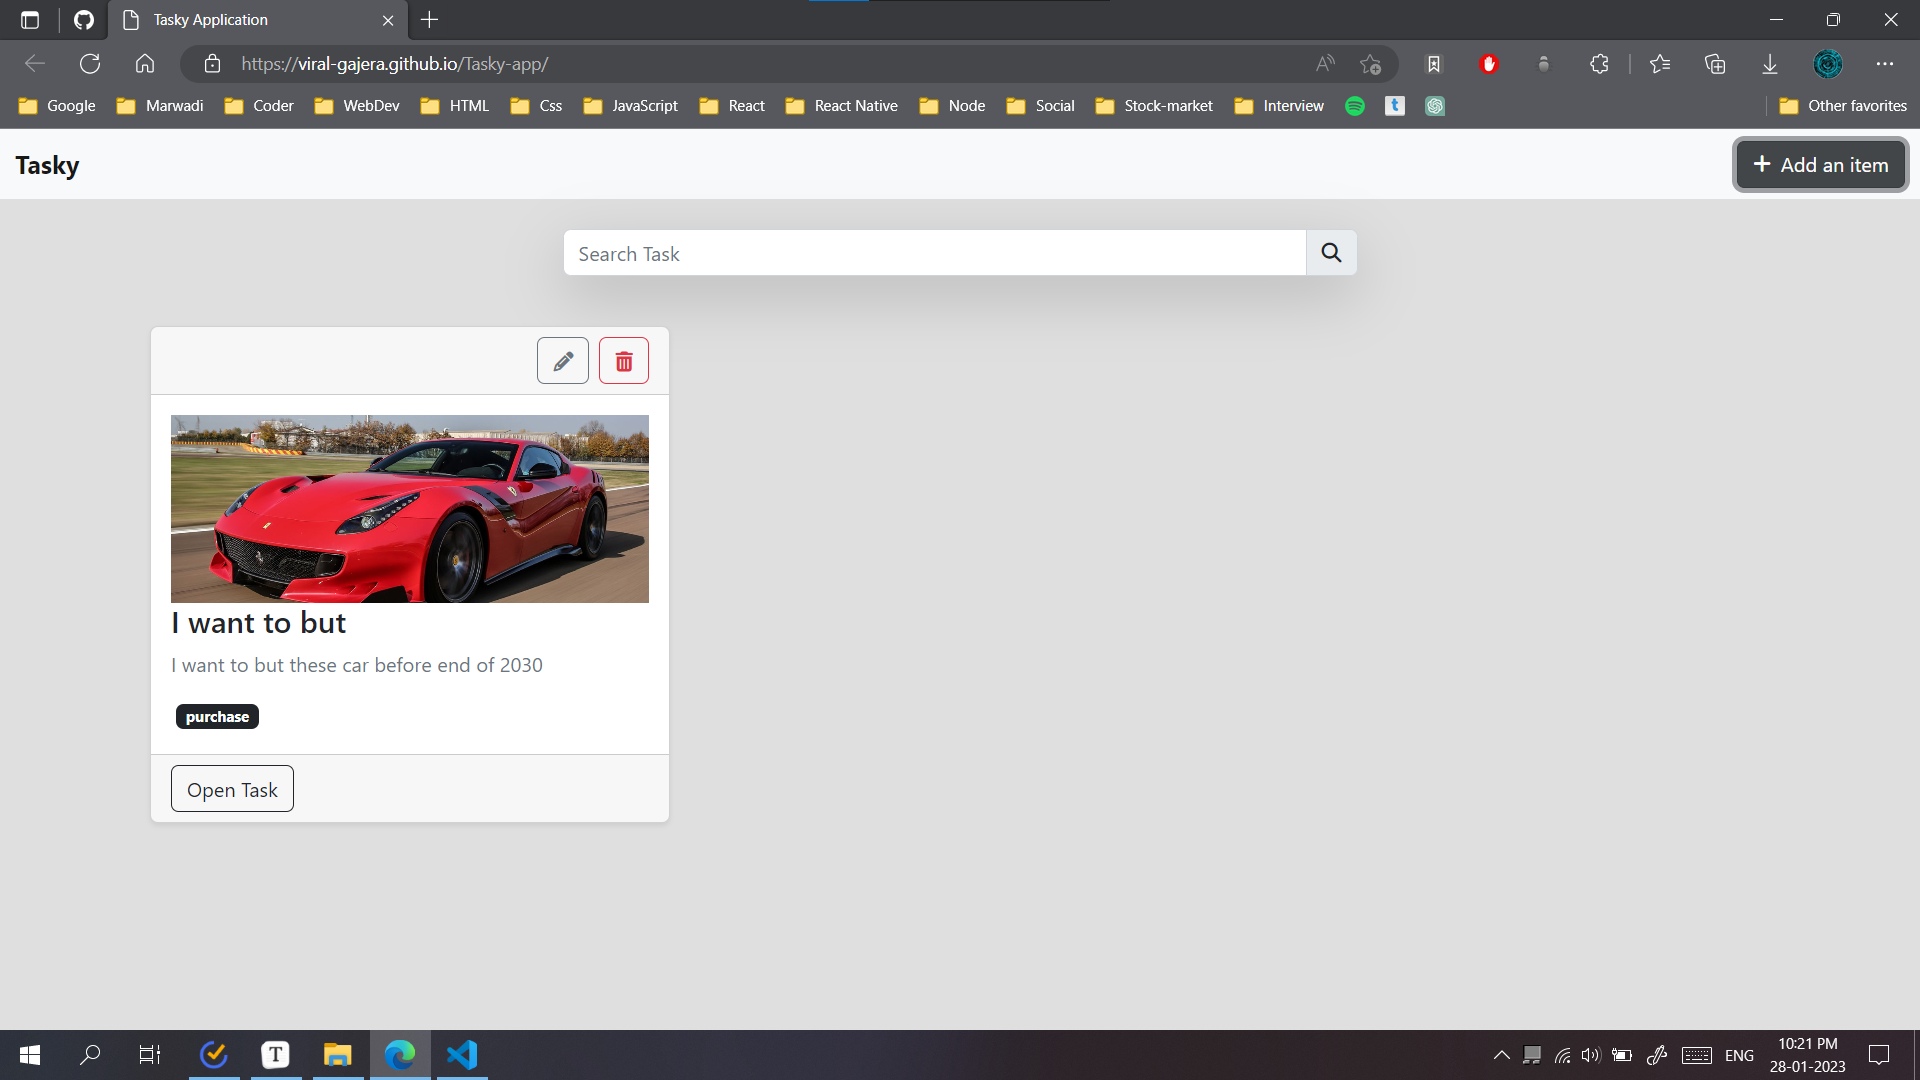 Tasky Application
https://viral-gajera.github.io/Tasky-app/
Google Marwadi Coder WebDev HTML Css JavaScript React React Native Node Social Stock-market Interview t Other favorites
Tasky
Add an item
Search Task
I want to but
I want to but these car before end of 2030
purchase
Open Task
T
ENG
10:21 PM
28-01-2023